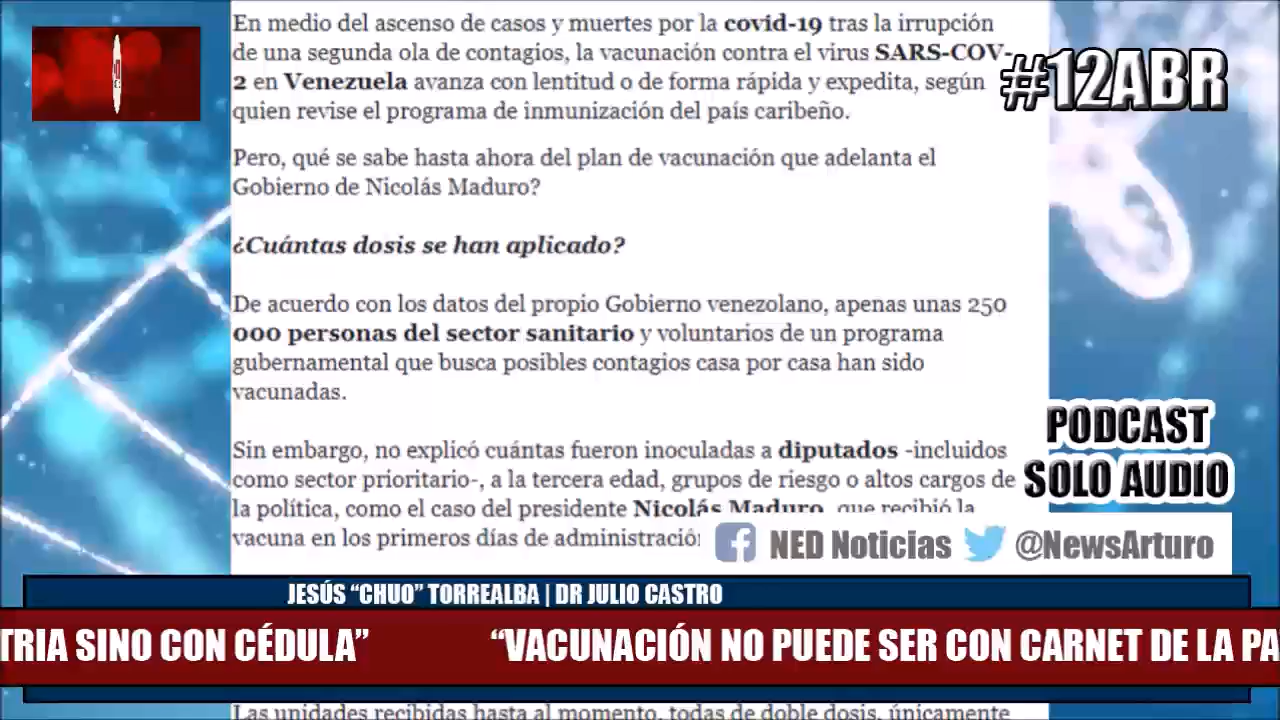 En medio del ascenso de casos y muertes por la covid-19 tras la irrupción
de una segunda ola de contagios, la vacunación contra el virus SARS-COV-
2 en Venezuela avanza con lentitud o de forma rápida y expedita, según
quien revise el programa de inmunización del país caribeño.
#12ABR
Pero, qué se sabe hasta ahora del plan de vacunación que adelanta el
Gobierno de Nicolás Maduro?
¿Cuántas dosis se han aplicado?
De acuerdo con los datos del propio Gobierno venezolano, apenas unas 250
000 personas del sector sanitario y voluntarios de un programa
gubernamental que busca posibles contagios casa por casa han sido
vacunadas.
Sin embargo, no explicó cuántas fueron inoculadas a diputados -incluidos
como sector prioritario-, a la tercera edad, grupos de riesgo o altos cargos de
la política, como el caso del presidente Nicolás Maduro, que recibió la
vacuna en los primeros días de administració
PODCAST
SOLO AUDIO
NED Noticias @NewsArturo
JESÚS “CHUO” TORREALBA | DR JULIO CASTRO
TRIA SINO CON CÉDULA” “VACUNACIÓN NO PUEDE SER CON CARNET DE LA PA
Las unidades recibidas hasta al momento, todas de doble dosis, únicamente